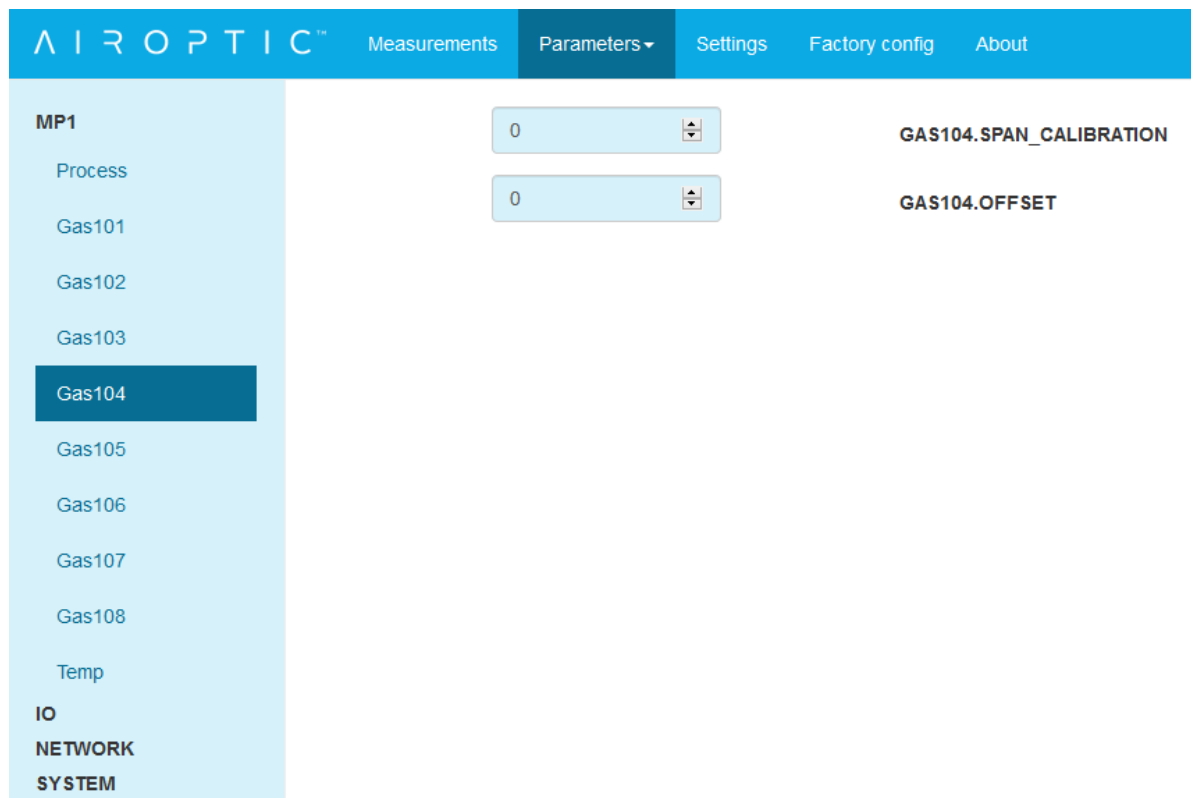 AIROPTIC™ Measurements Parameters Settings Factory config About
MP1
Process
Gas101
Gas102
Gas103
Gas104
Gas105
Gas106
Gas107
Gas108
Temp
IO
NETWORK
SYSTEM
0 GAS104.SPAN_CALIBRATION
0 GAS104.OFFSET